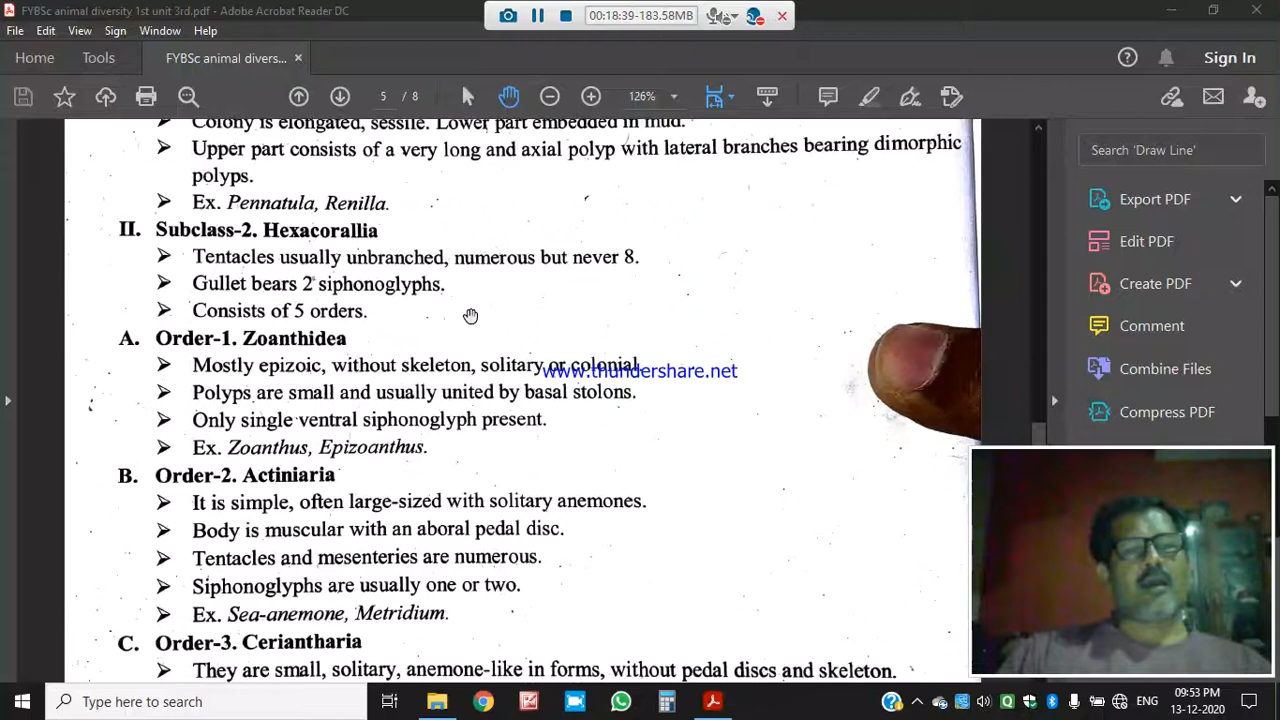 FYBSc animal diversity 1st unit 3rd.pdf - Adobe Acrobat Reader DC
00:18:39-183.58MB
File Edit View Sign Window Help
Home Tools FYBSc animal divers... × Sign In
5 / 8 126%
Colony is elongated, sessile. Lower part embedded in mud.
➢ Upper part consists of a very long and axial polyp with lateral branches bearing dimorphic
polyps.
➢ Ex. Pennatula, Renilla.
II. Subclass-2. Hexacorallia
➢ Tentacles usually unbranched, numerous but never 8.
➢ Gullet bears 2 siphonoglyphs.
➢ Consists of 5 orders.
A. Order-1. Zoanthidea
➢ Mostly epizoic, without skeleton, solitary or colonial
www.thundershare.net
➢ Polyps are small and usually united by basal stolons.
➢ Only single ventral siphonoglyph present.
➢ Ex. Zoanthus, Epizoanthus.
B. Order-2. Actiniaria
➢ It is simple, often large-sized with solitary anemones.
➢ Body is muscular with an aboral pedal disc.
➢ Tentacles and mesenteries are numerous.
➢ Siphonoglyphs are usually one or two.
➢ Ex. Sea-anemone, Metridium.
C. Order-3. Ceriantharia
➢ They are small, solitary, anemone-like in forms, without pedal discs and skeleton.
Search 'Draw Line'
Export PDF
Edit PDF
Create PDF
Comment
Combine Files
Compress PDF
Type here to search
ENG
09:53 PM
13-12-2020